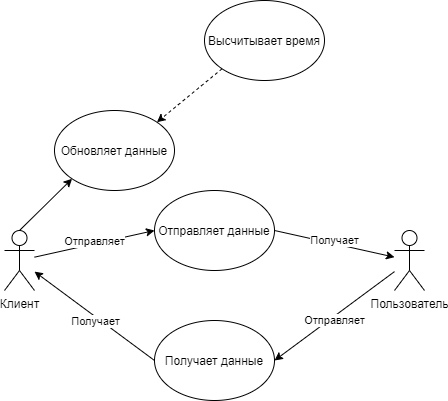 Высчитывает время
Обновляет данные
Отправляет
Отправляет данные
Получает
Клиент
Пользователь
Получает
Получает данные
Отправляет